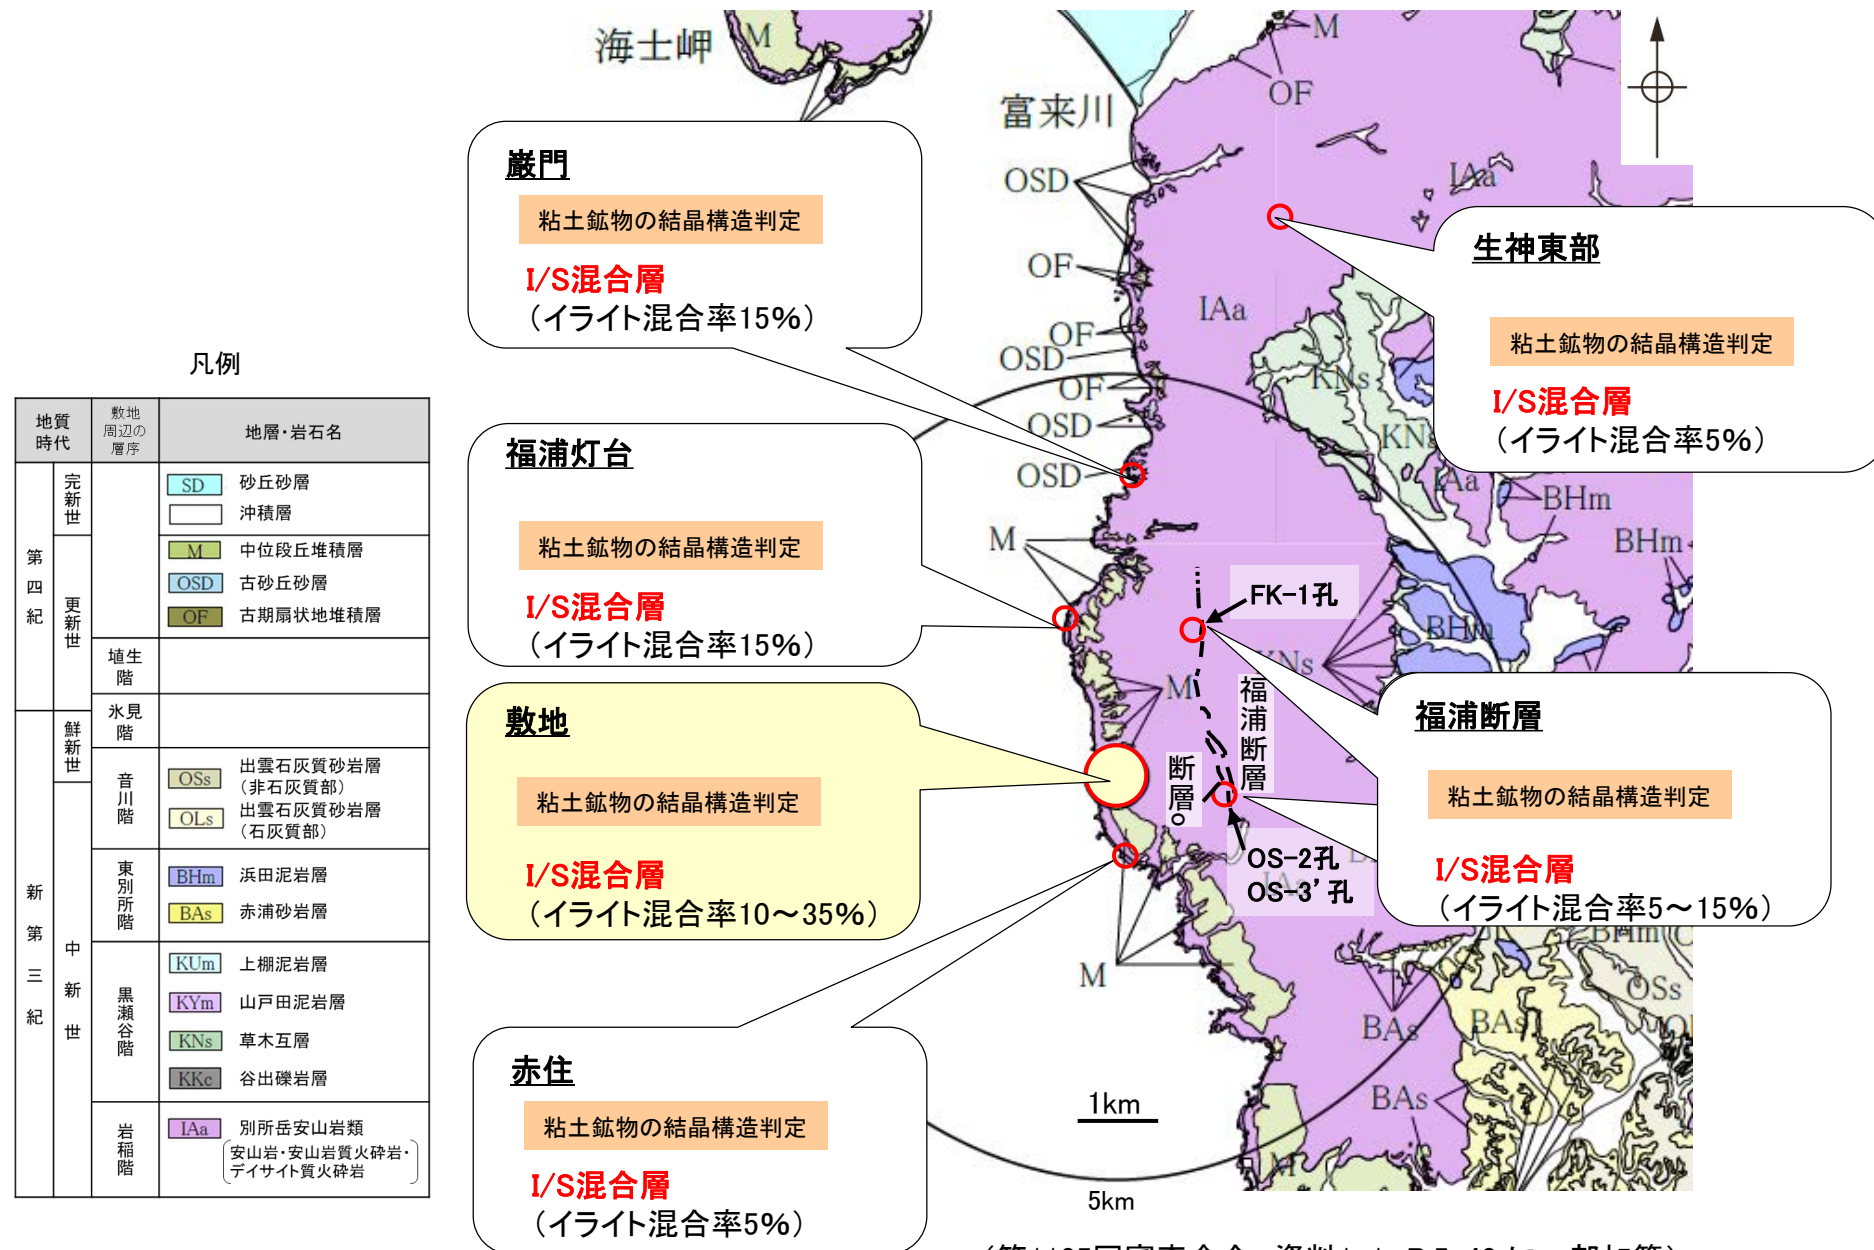 海士岬
M
M
OF
富来川
OSD
IAa
巌門
粘土鉱物の結晶構造判定
I/S混合層
（イライト混合率15%）
生神東部
粘土鉱物の結晶構造判定
I/S混合層
（イライト混合率5%）
OF
IAa
OF
OSD
OF
OSD
OSD
KNs
KNs
IAa
BHm
BHm
BHm
M
福浦灯台
粘土鉱物の結晶構造判定
I/S混合層
（イライト混合率15%）
FK-1孔
KNs
M
福浦断層
断層o
OS-2孔
OS-3’孔
敷地
粘土鉱物の結晶構造判定
I/S混合層
（イライト混合率10～35%）
福浦断層
粘土鉱物の結晶構造判定
I/S混合層
（イライト混合率5～15%）
IAa
BHm
OSs
M
BAs
BAs
BAs
M
赤住
粘土鉱物の結晶構造判定
I/S混合層
（イライト混合率5%）
1km
5km
凡例
地質時代
敷地周辺の層序
地層・岩石名
第四紀
完新世
SD 砂丘砂層
沖積層
更新世
M 中位段丘堆積層
OSD 古砂丘砂層
OF 古期扇状地堆積層
埴生階
新第三紀
鮮新世
氷見階
音川階
OSs 出雲石灰質砂岩層
（非石灰質部）
OLs 出雲石灰質砂岩層
（石灰質部）
中新世
東別所階
BHm 浜田泥岩層
BAs 赤浦砂岩層
黒瀬谷階
KUm 上棚泥岩層
KYm 山戸田泥岩層
KNs 草木互層
KKc 谷出礫岩層
岩稲階
IAa 別所岳安山岩類
安山岩・安山岩質火砕岩・
デイサイト質火砕岩